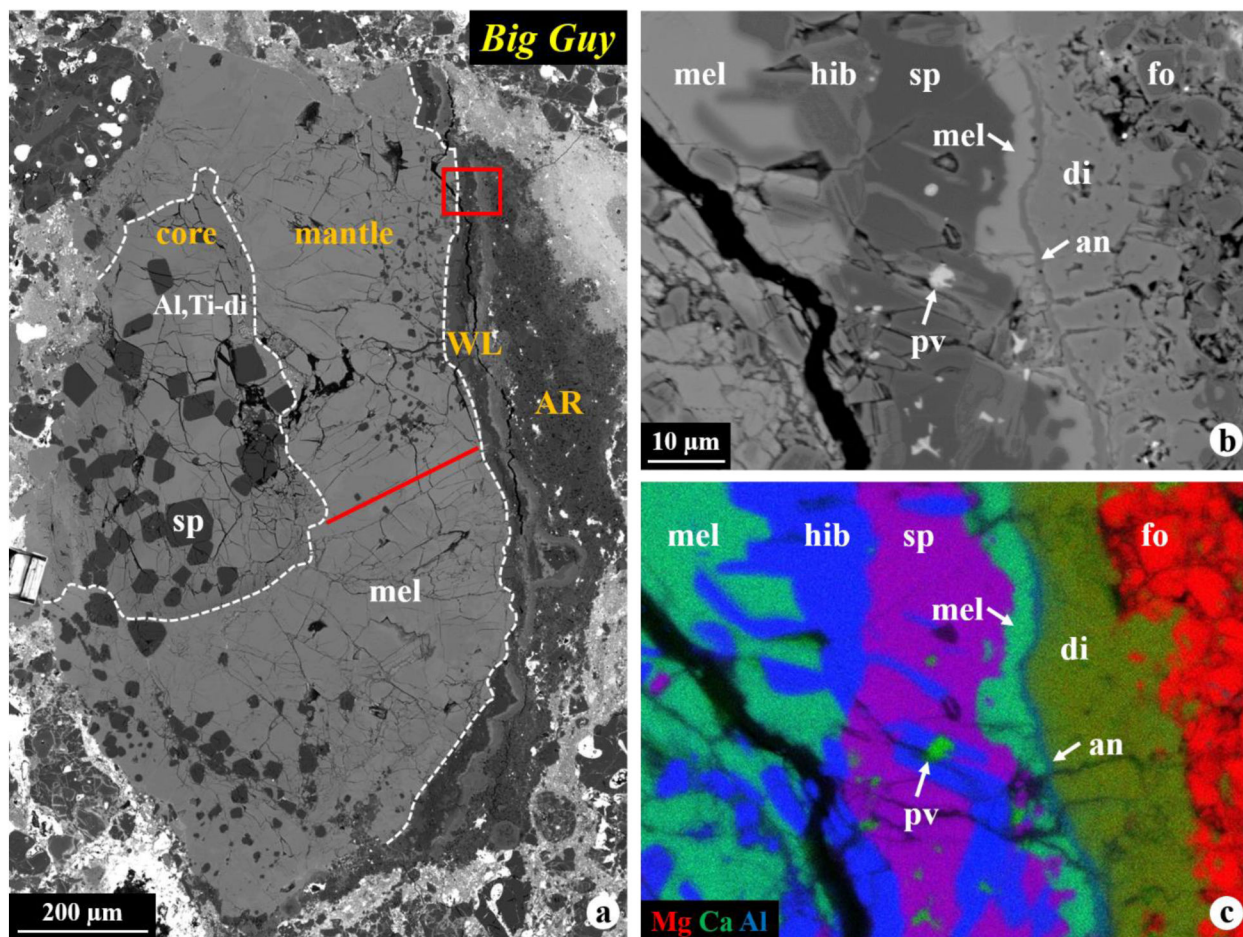 Big Guy
core
mantle
Al,Ti-di
WL
AR
sp
mel
200 μm
a
mel
hib
sp
fo
mel
di
an
pv
10 μm
b
mel
hib
sp
fo
mel
di
an
pv
Mg Ca Al
c